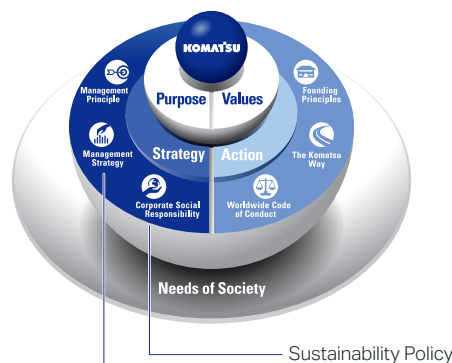 KOMATSU
Purpose
Values
Management
Principle
Founding
Principles
Strategy
Action
Management
Strategy
The Komatsu
Way
Corporate Social
Responsibility
Worldwide Code
of Conduct
Needs of Society
Sustainability Policy